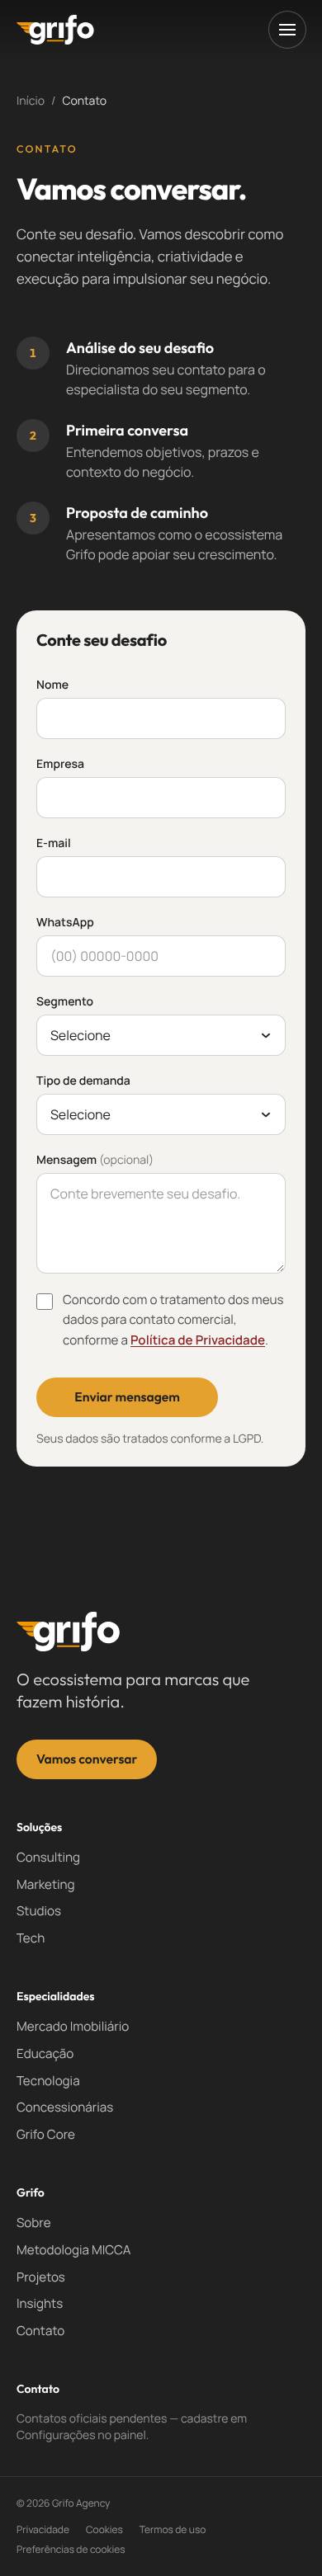 grifo
Início / Contato
CONTATO
Vamos conversar.
Conte seu desafio. Vamos descobrir como
conectar inteligência, criatividade e
execução para impulsionar seu negócio.
1
Análise do seu desafio
Direcionamos seu contato para o
especialista do seu segmento.
2
Primeira conversa
Entendemos objetivos, prazos e
contexto do negócio.
3
Proposta de caminho
Apresentamos como o ecossistema
Grifo pode apoiar seu crescimento.
Conte seu desafio
Nome
Empresa
E-mail
WhatsApp
(00) 00000-0000
Segmento
Selecione
Tipo de demanda
Selecione
Mensagem (opcional)
Conte brevemente seu desafio.
Concordo com o tratamento dos meus
dados para contato comercial,
conforme a Política de Privacidade.
Enviar mensagem
Seus dados são tratados conforme a LGPD.
grifo
O ecossistema para marcas que
fazem história.
Vamos conversar
Soluções
Consulting
Marketing
Studios
Tech
Especialidades
Mercado Imobiliário
Educação
Tecnologia
Concessionárias
Grifo Core
Grifo
Sobre
Metodologia MICCA
Projetos
Insights
Contato
Contato
Contatos oficiais pendentes — cadastre em
Configurações no painel.
© 2026 Grifo Agency
Privacidade Cookies Termos de uso
Preferências de cookies